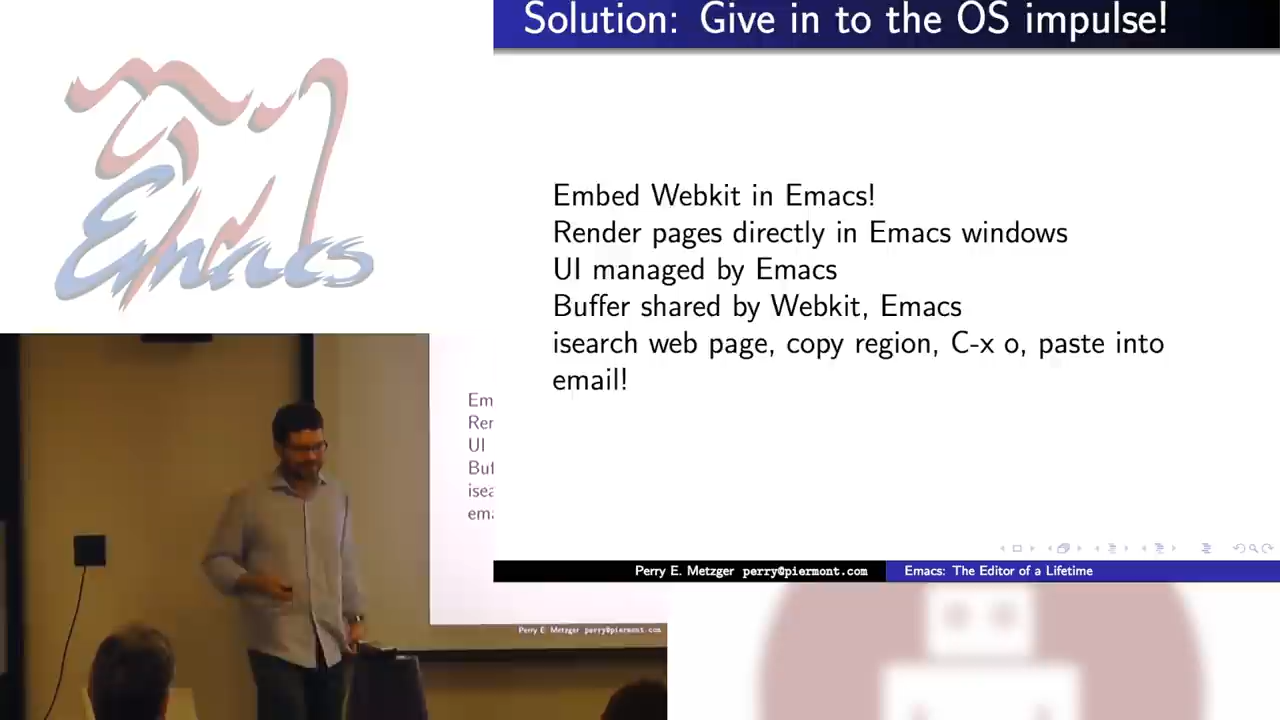 Solution: Give in to the OS impulse!
Emacs
Embed Webkit in Emacs!
Render pages directly in Emacs windows
UI managed by Emacs
Buffer shared by Webkit, Emacs
isearch web page, copy region, C-x o, paste into
email!
Em
Rer
UI
Buf
isea
ema
Perry E. Metzger perry@piermont.com
Emacs: The Editor of a Lifetime
Perry E. Metzger perry@piermont.com